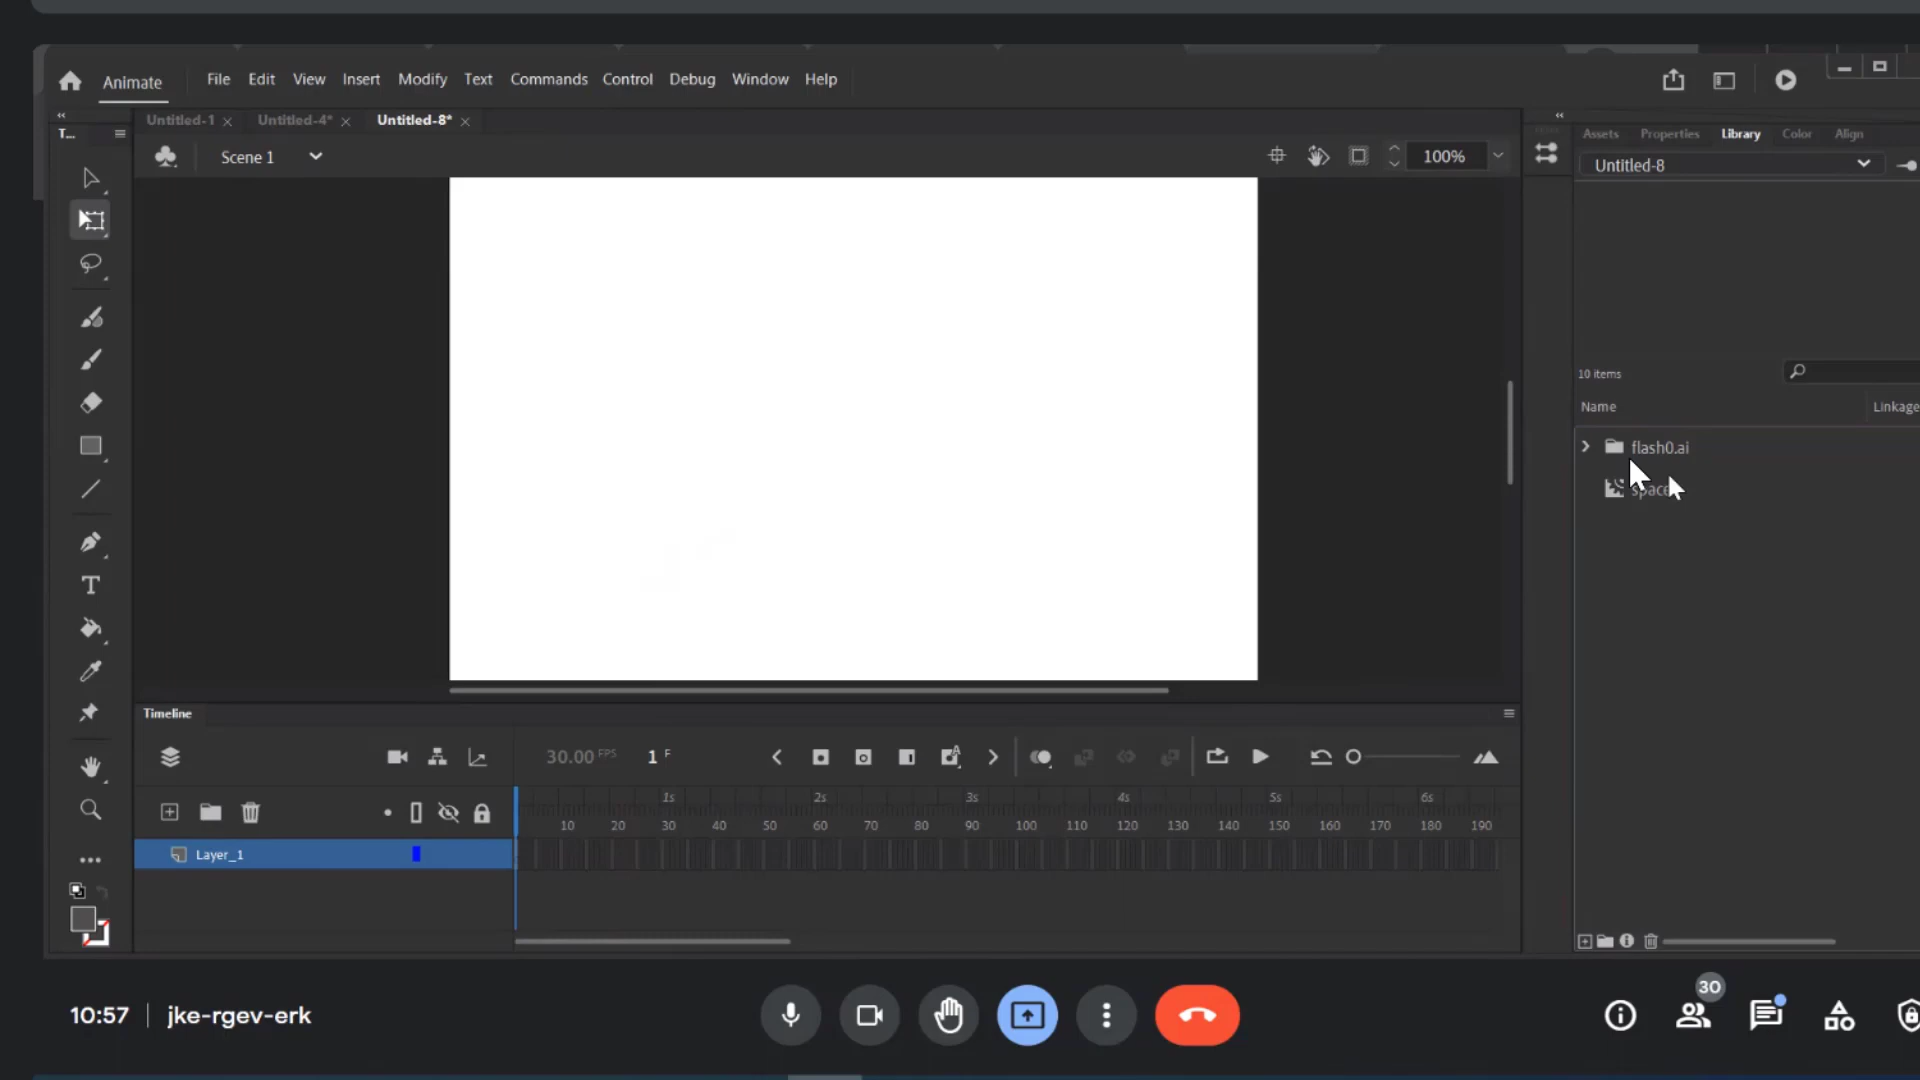 Animate File Edit View Insert Modify Text Commands Control Debug Window Help
Untitled-1 Untitled-4* Untitled-8*
T...
Scene 1
100%
Assets Properties Library Color Align
Untitled-8
10 items
Name Linkage
flash0.ai
space
Timeline
30.00 FPS 1 F
1s 2s 3s 4s 5s 6s
10 20 30 40 50 60 70 80 90 100 110 120 130 140 150 160 170 180 190
Layer_1
10:57 jke-rgev-erk
30